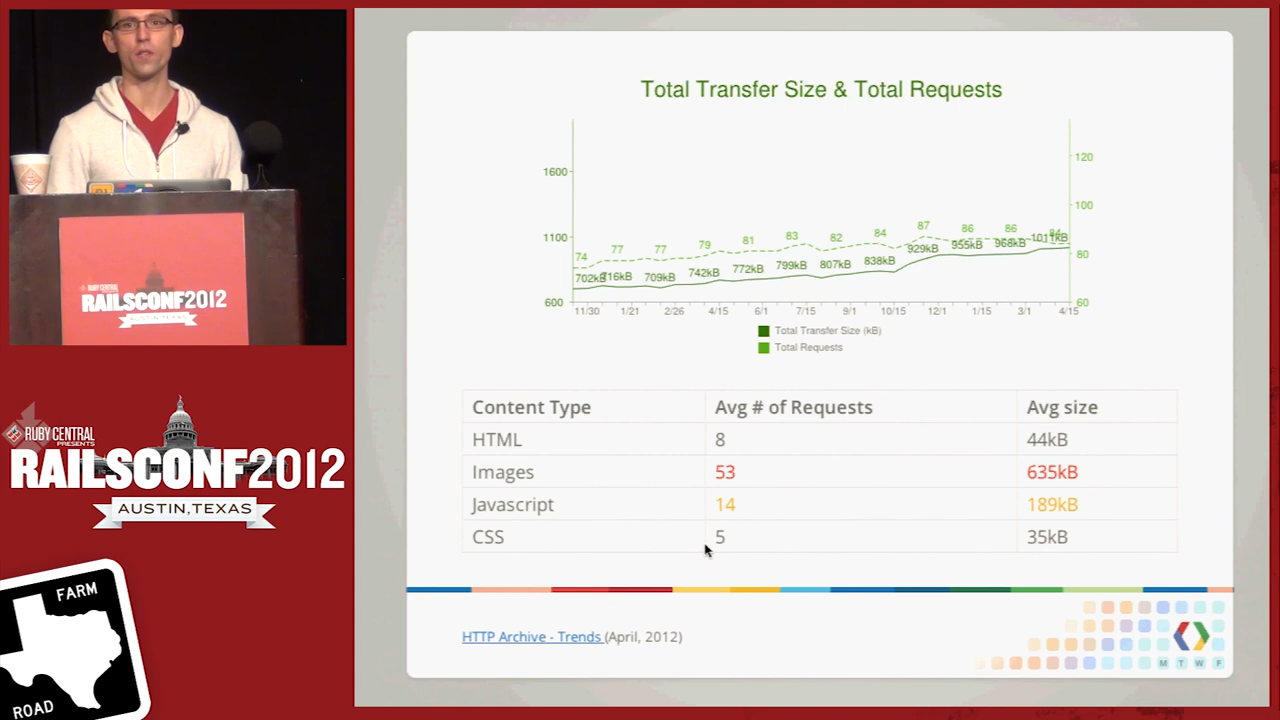 Total Transfer Size & Total Requests
1600
1100
600
120
100
80
60
74 77 77 79 81 83 82 84 87 86 86 84
702kB 716kB 709kB 742kB 772kB 799kB 807kB 838kB 929kB 955kB 968kB 1011kB
11/30 1/21 2/26 4/15 6/1 7/15 9/1 10/15 12/1 1/15 3/1 4/15
Total Transfer Size (kB)
Total Requests
Content Type Avg # of Requests Avg size
HTML 8 44kB
Images 53 635kB
Javascript 14 189kB
CSS 5 35kB
HTTP Archive - Trends (April, 2012)
M T W F
RUBY CENTRAL
RAILSCONF2012
AUSTIN, TEXAS
RUBY CENTRAL
PRESENTS
RAILSCONF2012
AUSTIN, TEXAS
FARM
ROAD